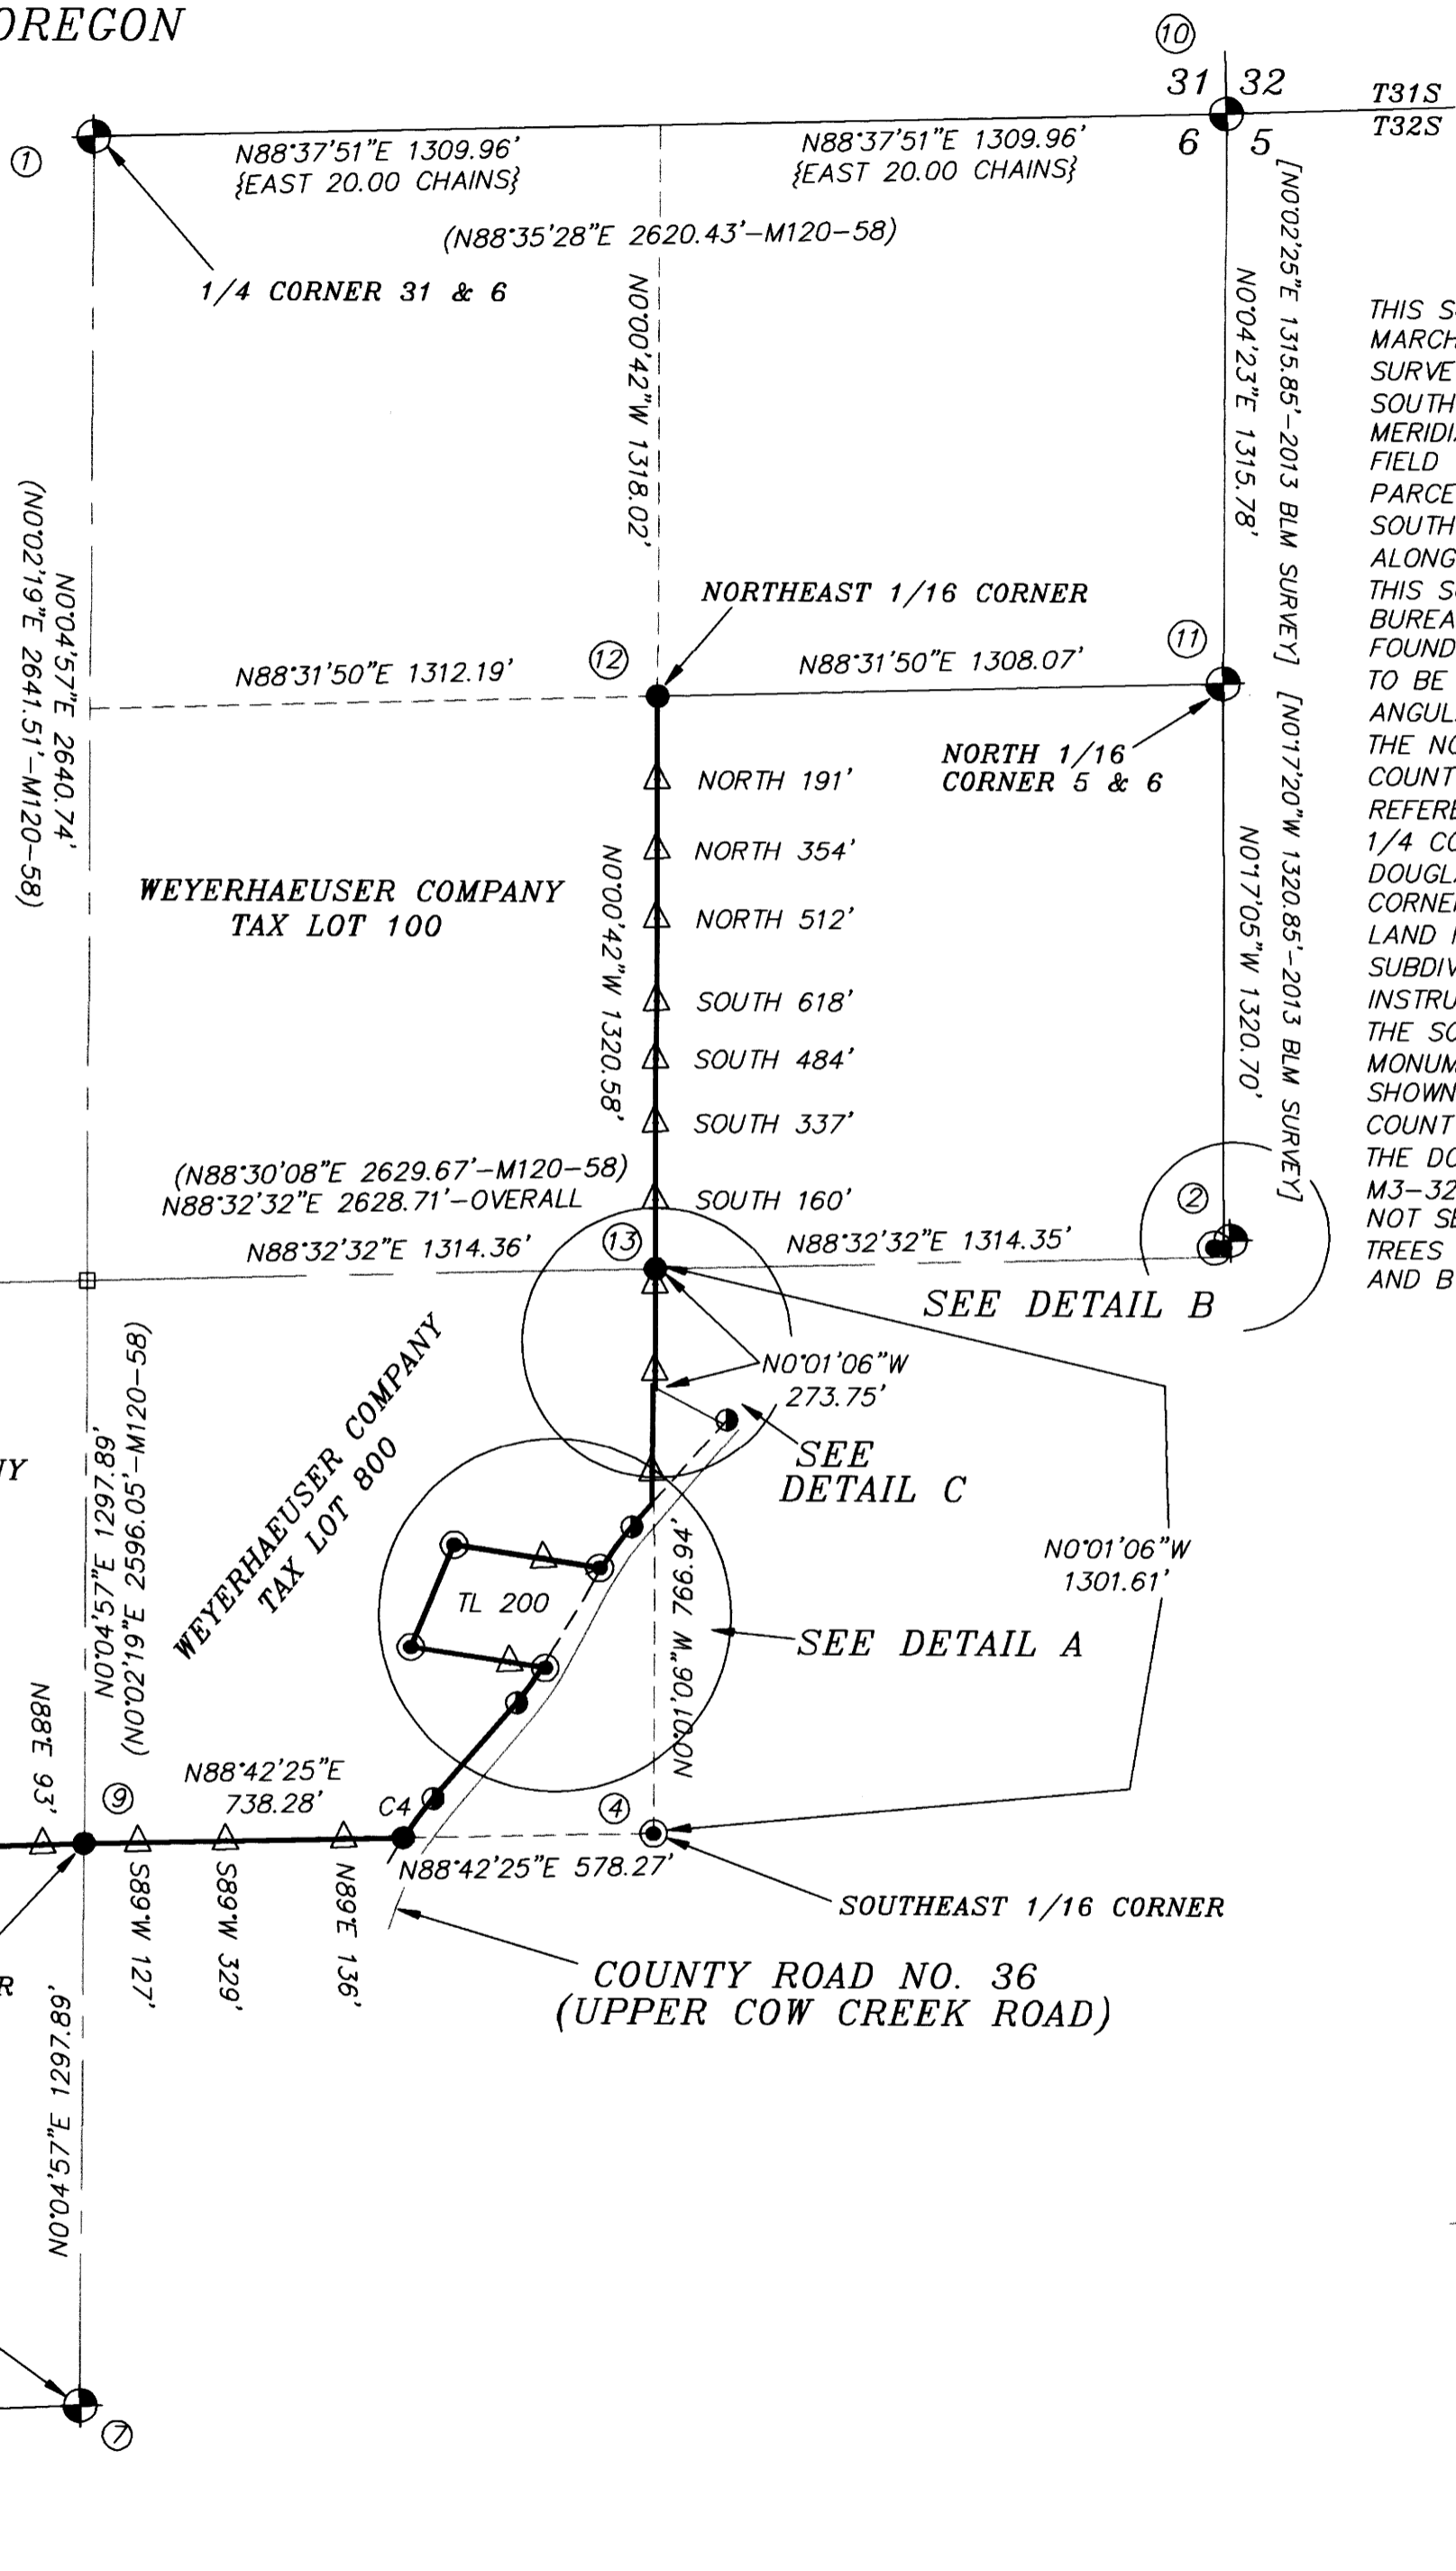 OREGON
10
31 32
T31S
T32S
6 5
1
N88°37'51"E 1309.96'
{EAST 20.00 CHAINS}
N88°37'51"E 1309.96'
{EAST 20.00 CHAINS}
(N88°35'28"E 2620.43'-M120-58)
1/4 CORNER 31 & 6
N0°00'42"W 1318.02'
N0°04'23"E 1315.78'
[N0°02'25"E 1315.85'-2013 BLM SURVEY]
THIS S
MARCH
SURVE
SOUTH
MERIDI
FIELD
PARCE
SOUTH
ALONG
THIS S
BUREA
FOUND
TO BE
ANGUL
THE NO
COUNT
REFERE
1/4 CO
DOUGL
CORNE
LAND
SUBDIV
INSTRU
THE SO
MONUM
SHOWN
COUNT
THE DO
M3-32
NOT SE
TREES
AND B
N0°04'57"E 2640.74'
(N0°02'19"E 2641.51'-M120-58)
NORTHEAST 1/16 CORNER
12
11
N88°31'50"E 1312.19'
N88°31'50"E 1308.07'
NORTH 1/16
CORNER 5 & 6
NORTH 191'
NORTH 354'
NORTH 512'
SOUTH 618'
SOUTH 484'
SOUTH 337'
SOUTH 160'
WEYERHAEUSER COMPANY
TAX LOT 100
N0°00'42"W 1320.58'
N0°17'05"W 1320.70'
[N0°17'20"W 1320.85'-2013 BLM SURVEY]
(N88°30'08"E 2629.67'-M120-58)
N88°32'32"E 2628.71'-OVERALL
N88°32'32"E 1314.36'
13
N88°32'32"E 1314.35'
2
SEE DETAIL B
N0°01'06"W
273.75'
SEE
DETAIL C
WEYERHAEUSER COMPANY
TAX LOT 800
NY
N0°04'57"E 1297.89'
(N0°02'19"E 2596.05'-M120-58)
TL 200
N0°01'06"W 766.94'
N0°01'06"W
1301.61'
SEE DETAIL A
N88°E 93'
9
N88°42'25"E
738.28'
C4
4
N88°42'25"E 578.27'
S89°W 127'
S89°W 329'
N89°E 136'
SOUTHEAST 1/16 CORNER
COUNTY ROAD NO. 36
(UPPER COW CREEK ROAD)
R
N0°04'57"E 1297.89'
7